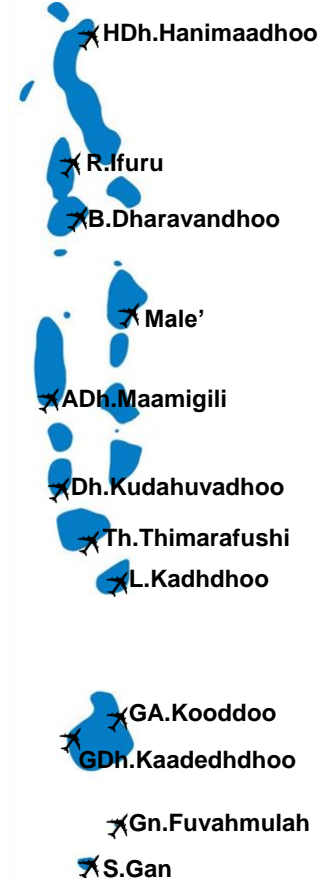 HDh.Hanimaadhoo
R.Ifuru
B.Dharavandhoo
Male’
ADh.Maamigili
Dh.Kudahuvadhoo
Th.Thimarafushi
L.Kadhdhoo
GA.Kooddoo
GDh.Kaadedhdhoo
Gn.Fuvahmulah
S.Gan